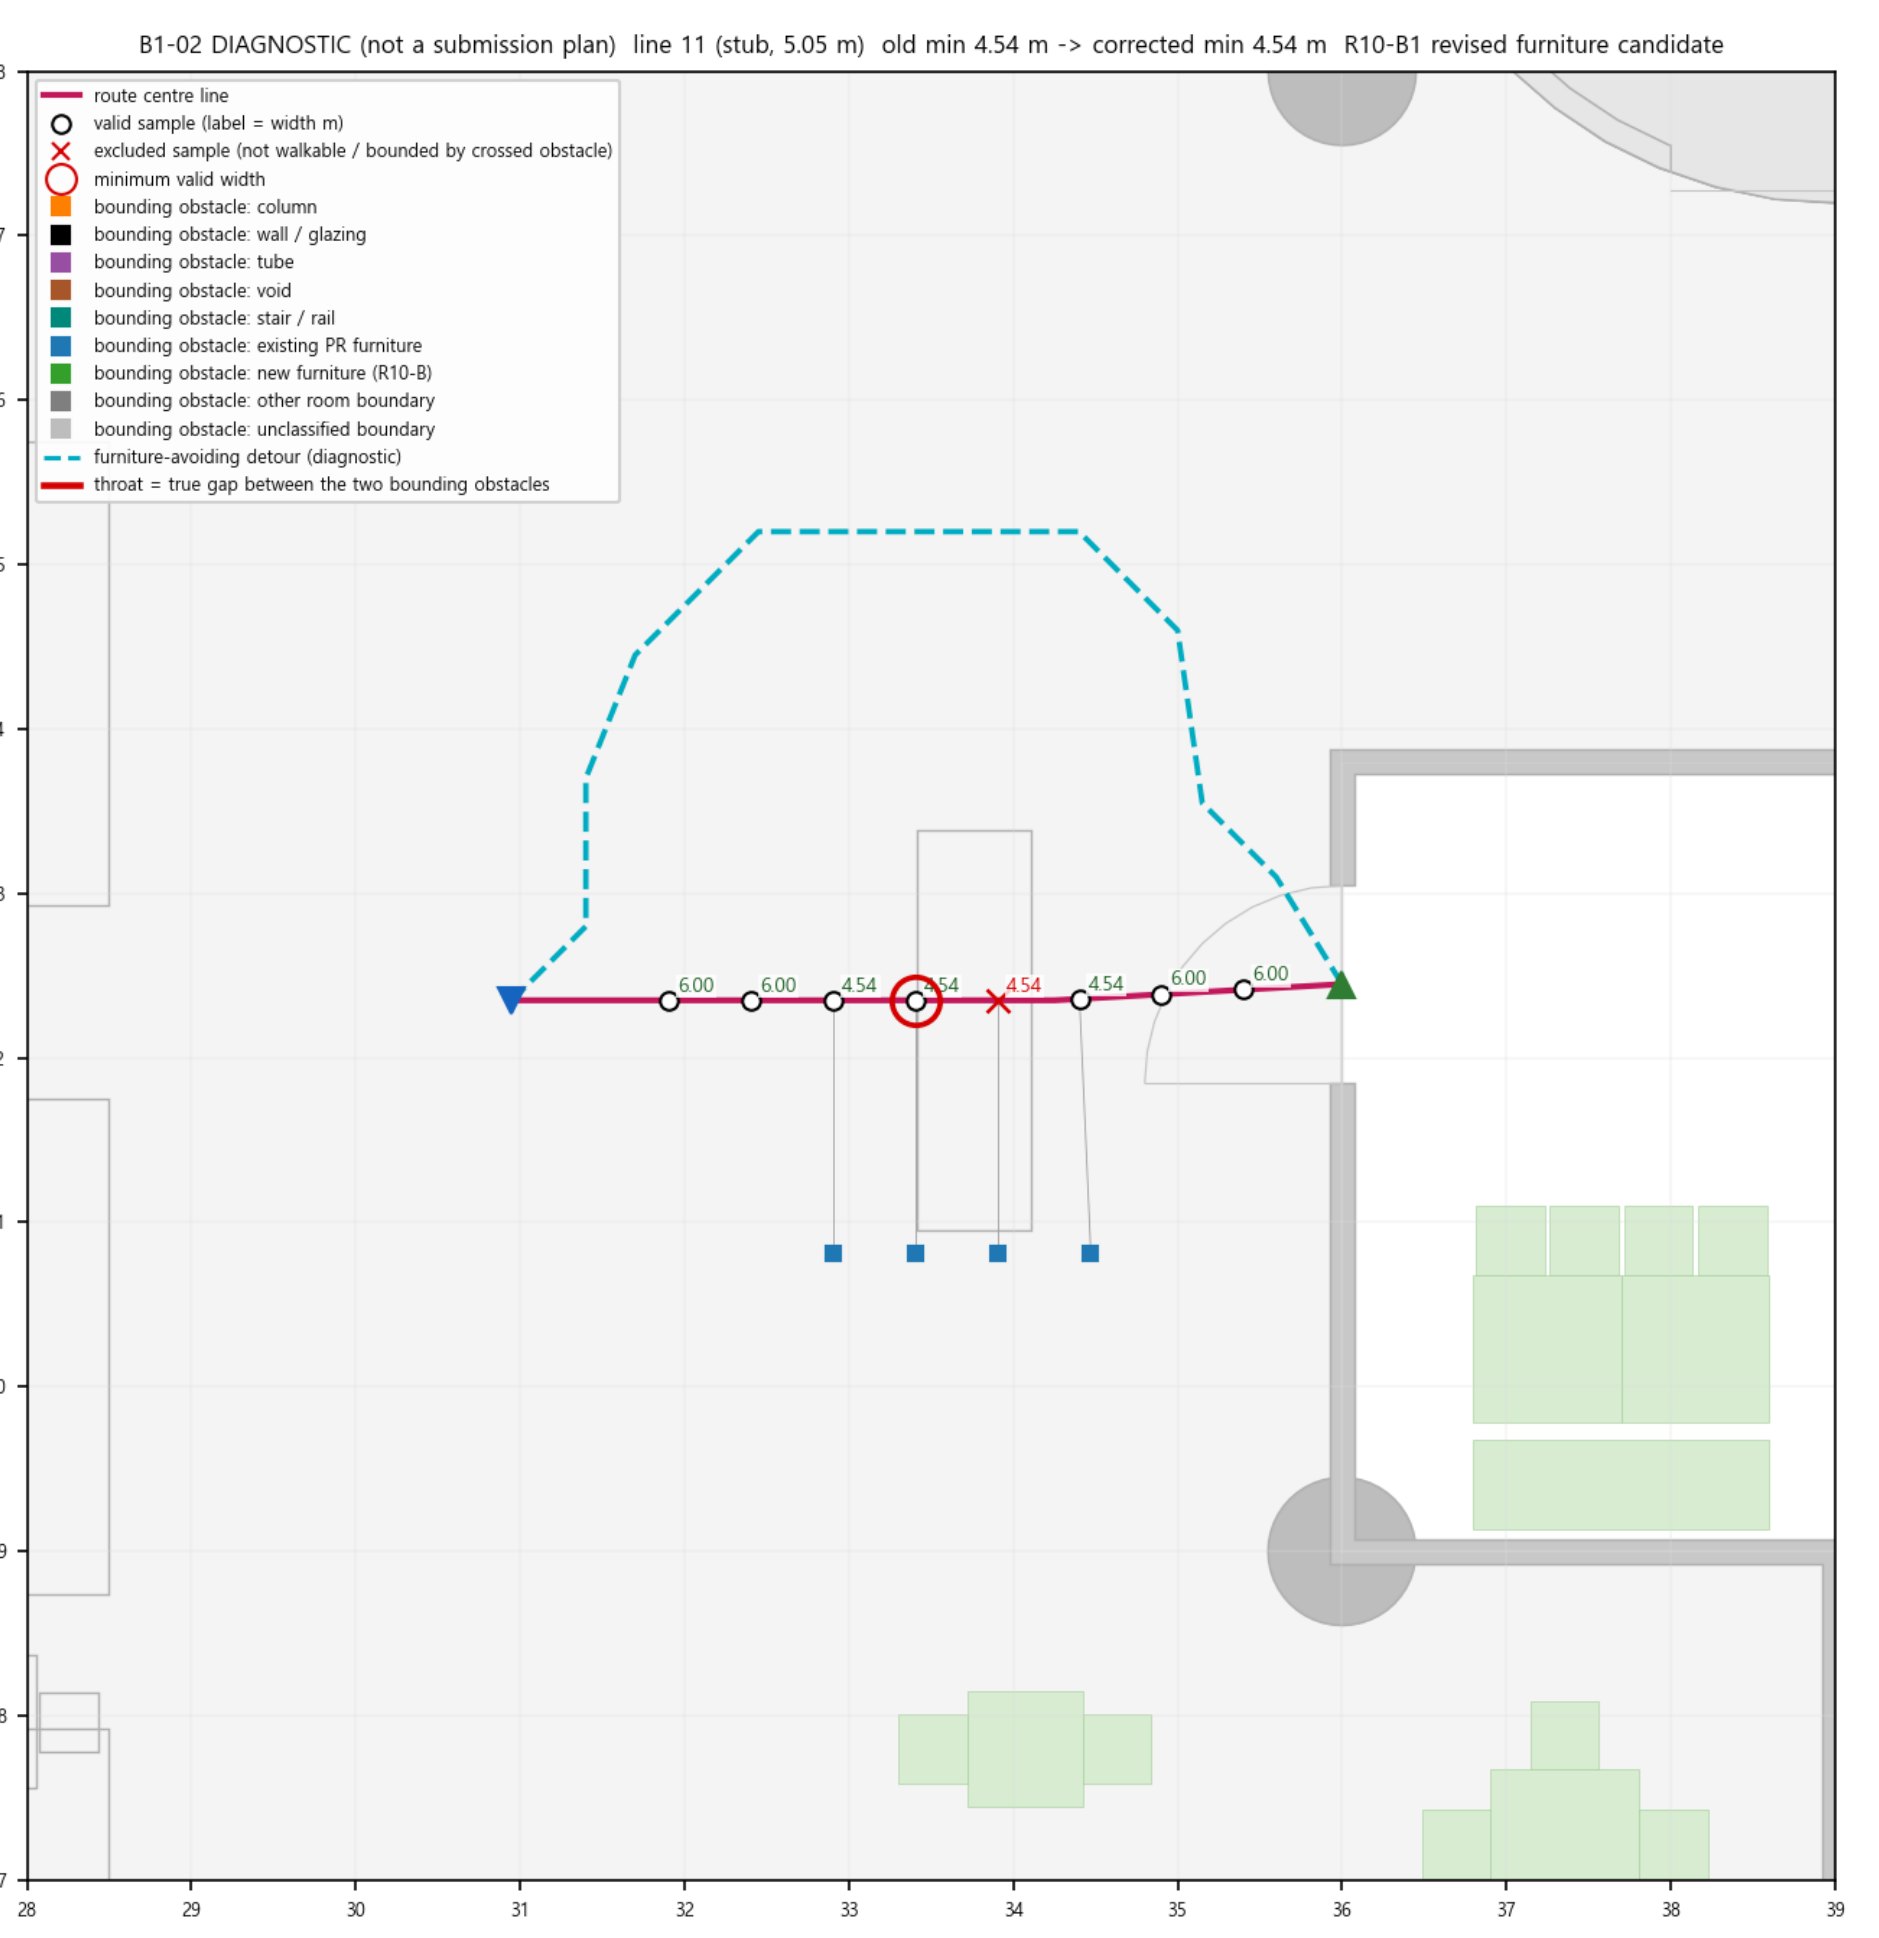 B1-02 DIAGNOSTIC (not a submission plan)  line 11 (stub, 5.05 m)  old min 4.54 m -> corrected min 4.54 m  R10-B1 revised furniture candidate
route centre line
valid sample (label = width m)
excluded sample (not walkable / bounded by crossed obstacle)
minimum valid width
bounding obstacle: column
bounding obstacle: wall / glazing
bounding obstacle: tube
bounding obstacle: void
bounding obstacle: stair / rail
bounding obstacle: existing PR furniture
bounding obstacle: new furniture (R10-B)
bounding obstacle: other room boundary
bounding obstacle: unclassified boundary
furniture-avoiding detour (diagnostic)
throat = true gap between the two bounding obstacles
6.00 6.00 4.54 4.54 4.54 4.54 6.00 6.00
28 29 30 31 32 33 34 35 36 37 38 39